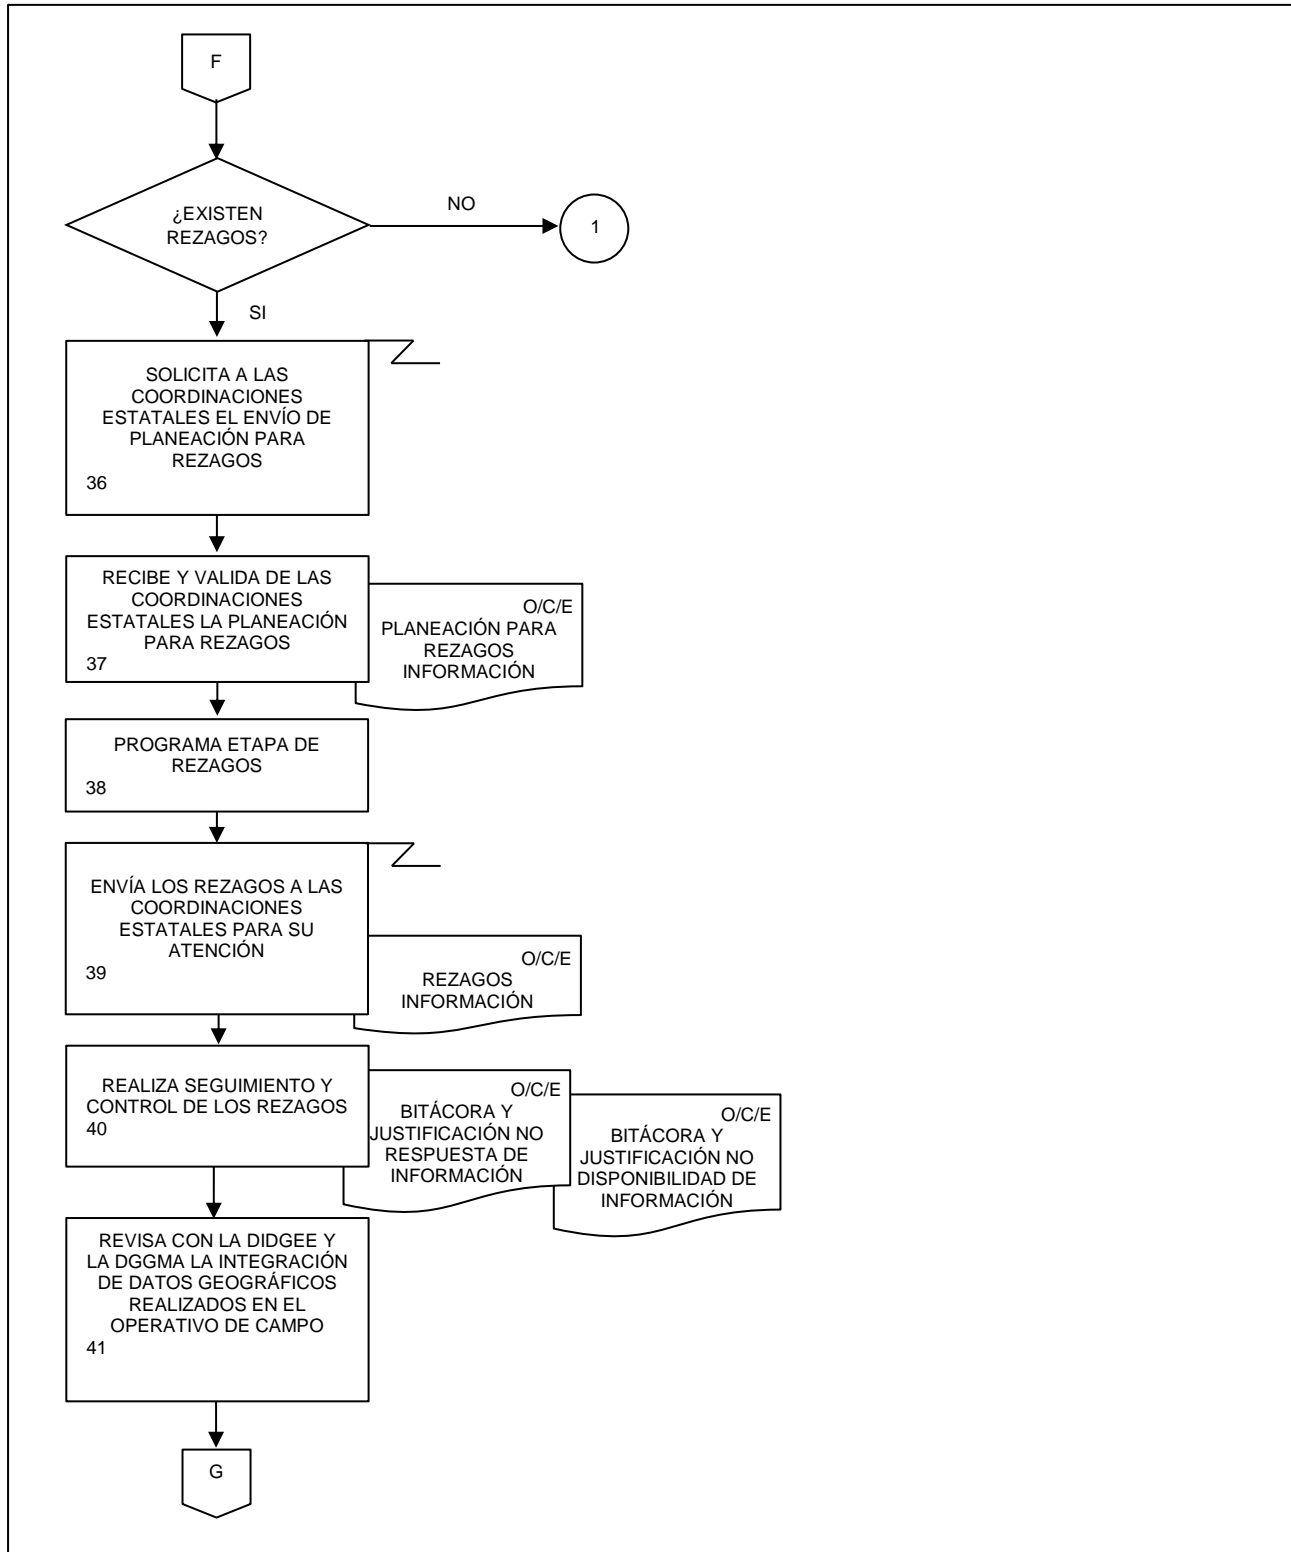 F
¿EXISTEN
REZAGOS?
NO
1
SI
SOLICITA A LAS
COORDINACIONES
ESTATALES EL ENVÍO DE
PLANEACIÓN PARA
REZAGOS
36
RECIBE Y VALIDA DE LAS
COORDINACIONES
ESTATALES LA PLANEACIÓN
PARA REZAGOS
37
O/C/E
PLANEACIÓN PARA
REZAGOS
INFORMACIÓN
PROGRAMA ETAPA DE
REZAGOS
38
ENVÍA LOS REZAGOS A LAS
COORDINACIONES
ESTATALES PARA SU
ATENCIÓN
39
O/C/E
REZAGOS
INFORMACIÓN
REALIZA SEGUIMIENTO Y
CONTROL DE LOS REZAGOS
40
O/C/E
BITÁCORA Y
JUSTIFICACIÓN NO
RESPUESTA DE
INFORMACIÓN
O/C/E
BITÁCORA Y
JUSTIFICACIÓN NO
DISPONIBILIDAD DE
INFORMACIÓN
REVISA CON LA DIDGEE Y
LA DGGMA LA INTEGRACIÓN
DE DATOS GEOGRÁFICOS
REALIZADOS EN EL
OPERATIVO DE CAMPO
41
G